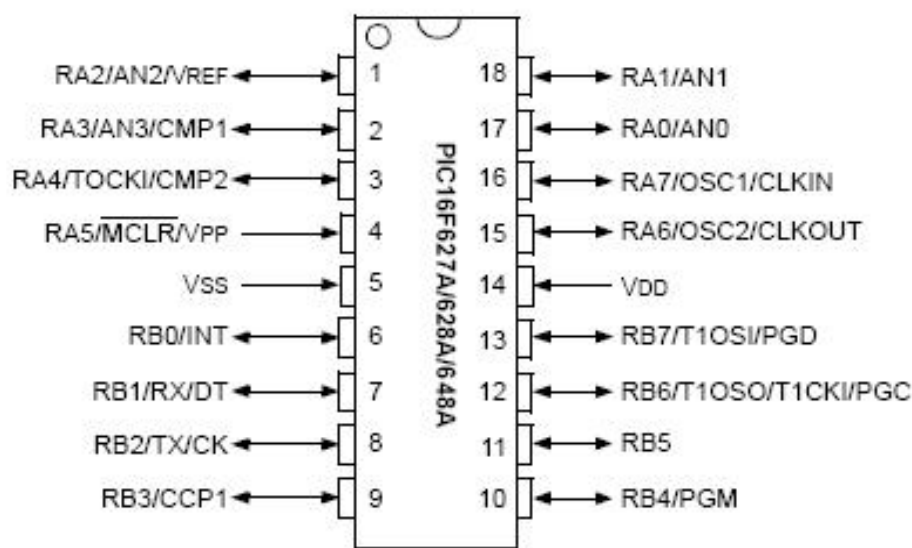 RA2/AN2/VREF 1 18 RA1/AN1
RA3/AN3/CMP1 2 17 RA0/AN0
RA4/TOCKI/CMP2 3 16 RA7/OSC1/CLKIN
RA5/MCLR/VPP 4 15 RA6/OSC2/CLKOUT
VSS 5 14 VDD
RB0/INT 6 13 RB7/T1OSI/PGD
RB1/RX/DT 7 12 RB6/T1OSO/T1CKI/PGC
RB2/TX/CK 8 11 RB5
RB3/CCP1 9 10 RB4/PGM
PIC16F627A/628A/648A